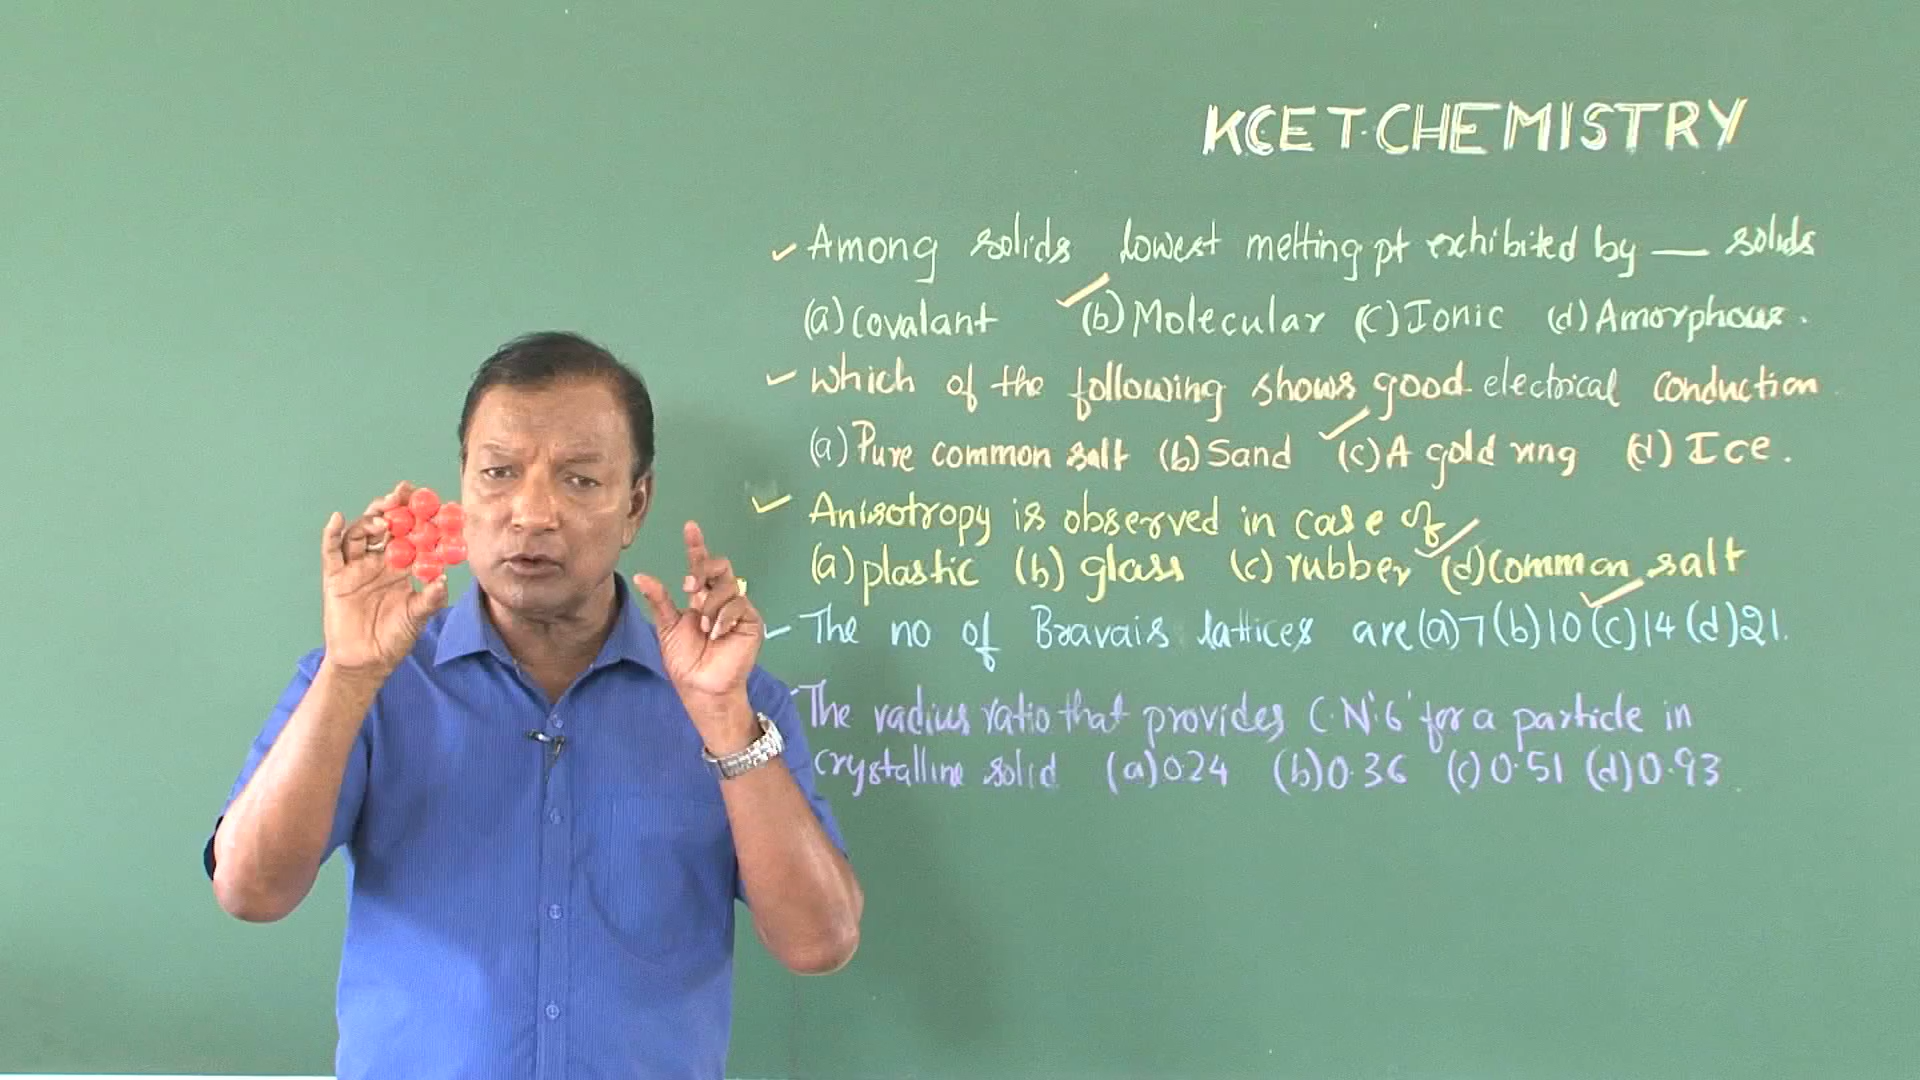 KCET CHEMISTRY
Among solids lowest melting pt exhibited by — solids
(a) Covalant (b) Molecular (c) Ionic (d) Amorphous.
Which of the following shows good electrical conduction
(a) Pure common salt (b) Sand (c) A gold ring (d) Ice.
Anisotropy is observed in case of
(a) plastic (b) glass (c) rubber (d) common salt
The no of Bravais lattices are (a) 7 (b) 10 (c) 14 (d) 21.
The radius ratio that provides C.N '6' for a particle in
crystalline solid (a) 0.24 (b) 0.36 (c) 0.51 (d) 0.93.